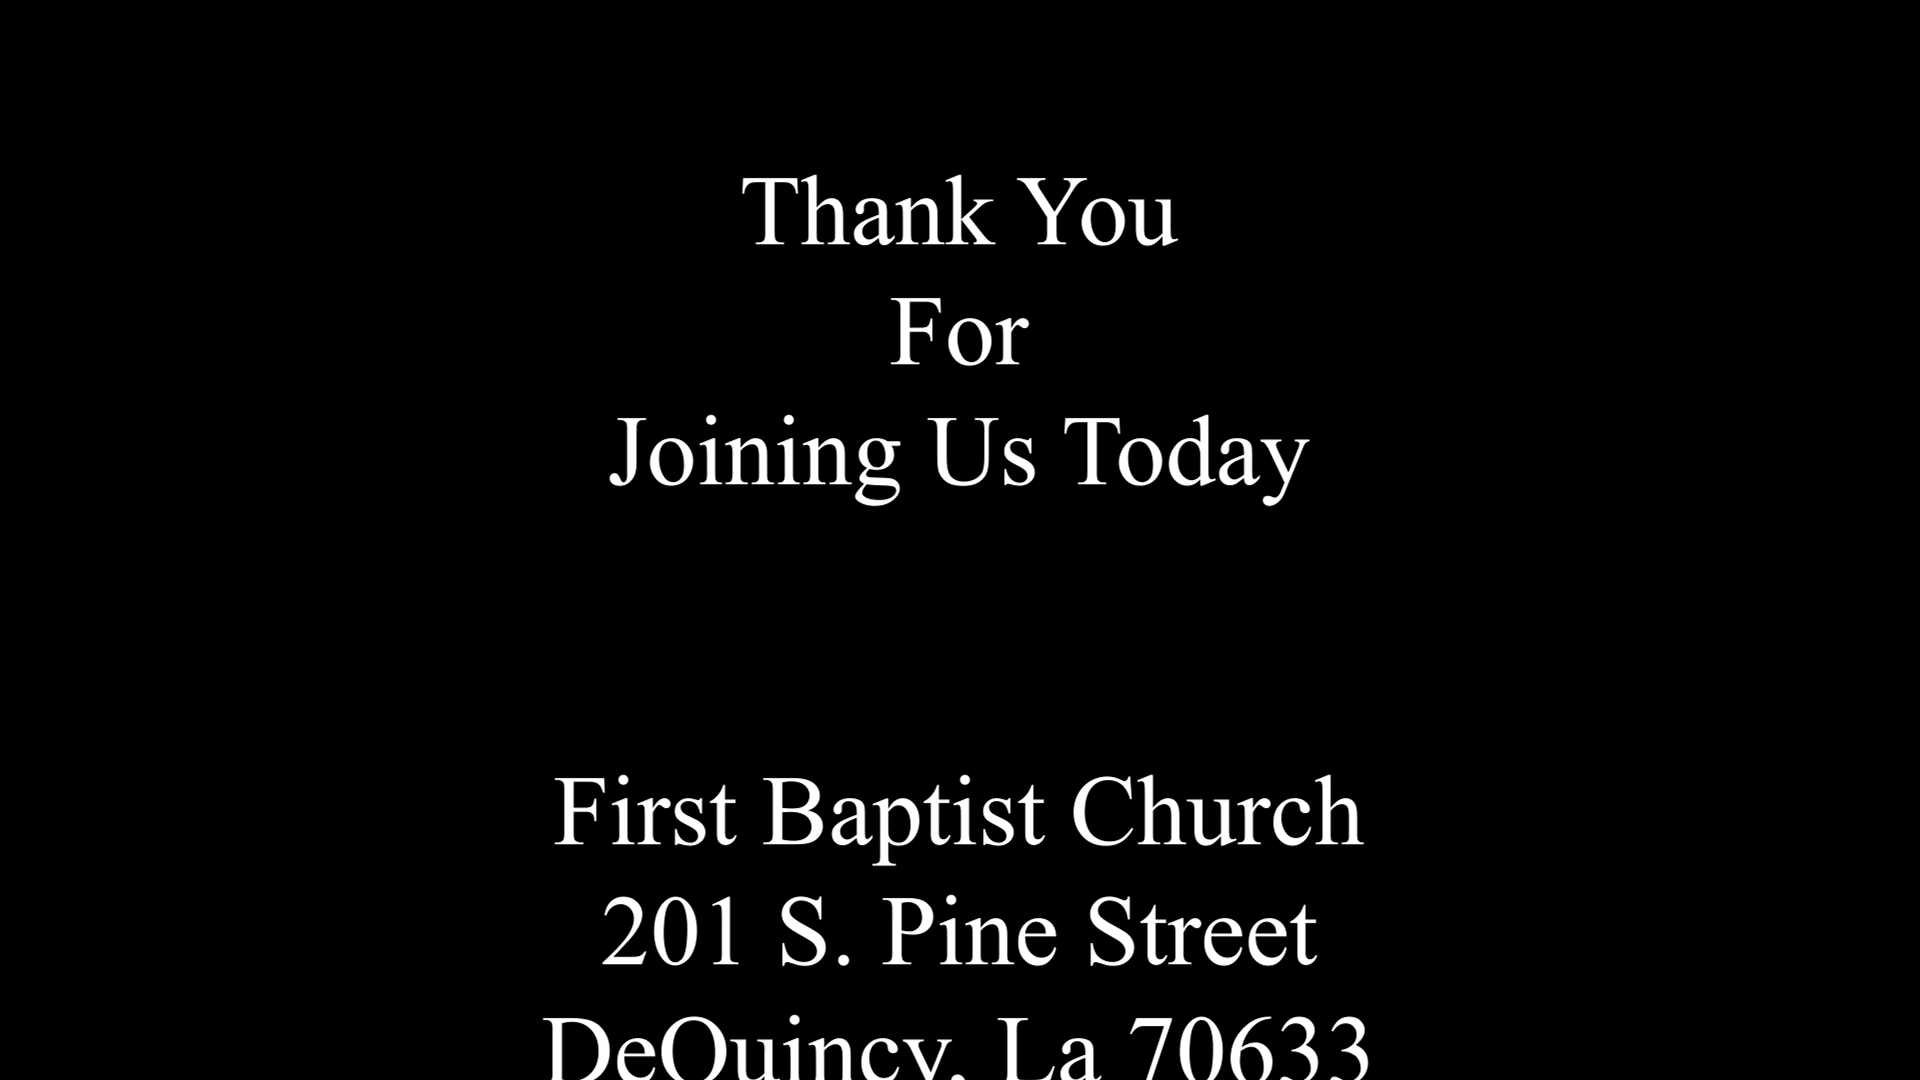 Thank You
For
Joining Us Today
First Baptist Church
201 S. Pine Street
DeQuincy, La 70633